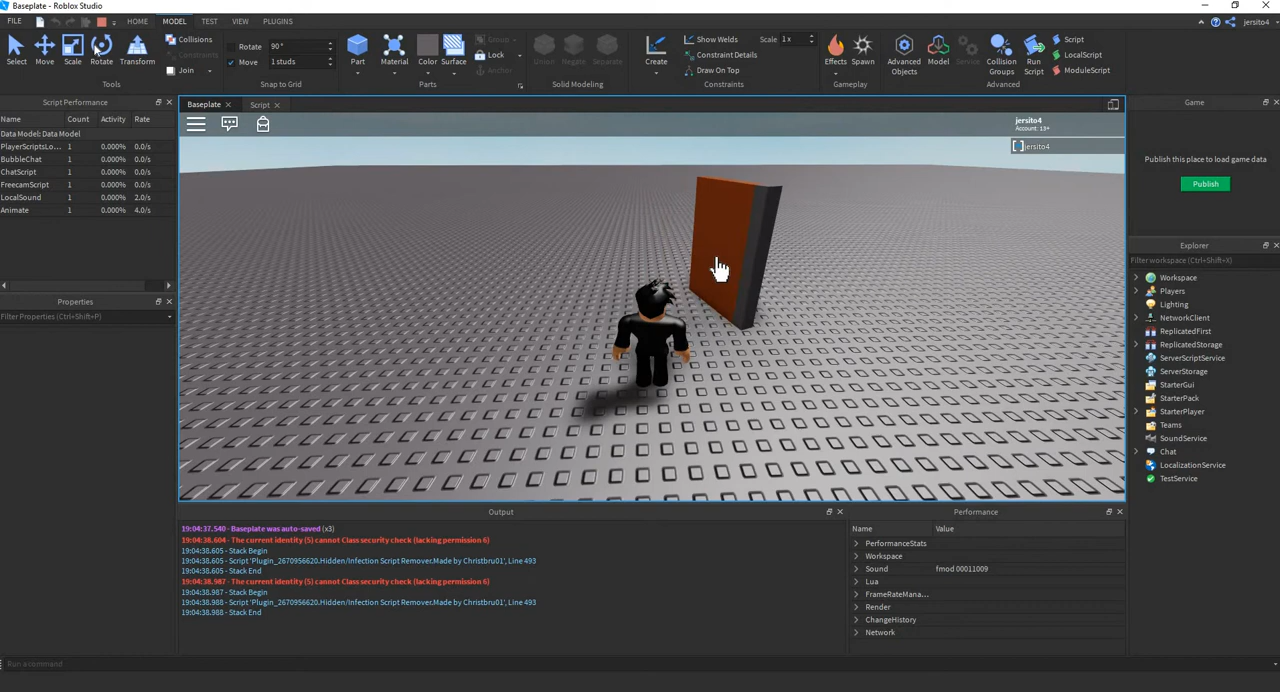 Baseplate - Roblox Studio
FILE HOME MODEL TEST VIEW PLUGINS jersito4
Select Move Scale Rotate Transform
Collisions
Constraints
Join
Tools
Rotate 90°
Move 1 studs
Snap to Grid
Part Material Color Surface
Group
Lock
Anchor
Parts
Union Negate Separate
Solid Modeling
Create
Show Welds Scale 1 x
Constraint Details
Draw On Top
Constraints
Effects Spawn
Gameplay
Advanced Objects
Model
Service
Collision Groups
Run Script
Script
LocalScript
ModuleScript
Advanced
Script Performance
Name Count Activity Rate
Data Model: Data Model
PlayerScriptsLo... 1 0.000% 0.0/s
BubbleChat 1 0.000% 0.0/s
ChatScript 1 0.000% 0.0/s
FreecamScript 1 0.000% 0.0/s
LocalSound 1 0.000% 2.0/s
Animate 1 0.000% 4.0/s
Properties
Filter Properties (Ctrl+Shift+P)
Baseplate Script
jersito4
Account: 13+
jersito4
Game
Publish this place to load game data
Publish
Explorer
Filter workspace (Ctrl+Shift+X)
Workspace
Players
Lighting
NetworkClient
ReplicatedFirst
ReplicatedStorage
ServerScriptService
ServerStorage
StarterGui
StarterPack
StarterPlayer
Teams
SoundService
Chat
LocalizationService
TestService
Output
19:04:37.540 - Baseplate was auto-saved (x3)
19:04:38.604 - The current identity (5) cannot Class security check (lacking permission 6)
19:04:38.605 - Stack Begin
19:04:38.605 - Script 'Plugin_2670956620.Hidden/Infection Script Remover.Made by Christbru01', Line 493
19:04:38.605 - Stack End
19:04:38.987 - The current identity (5) cannot Class security check (lacking permission 6)
19:04:38.987 - Stack Begin
19:04:38.988 - Script 'Plugin_2670956620.Hidden/Infection Script Remover.Made by Christbru01', Line 493
19:04:38.988 - Stack End
Performance
Name Value
PerformanceStats
Workspace
Sound fmod 00011009
Lua
FrameRateMana...
Render
ChangeHistory
Network
Run a command